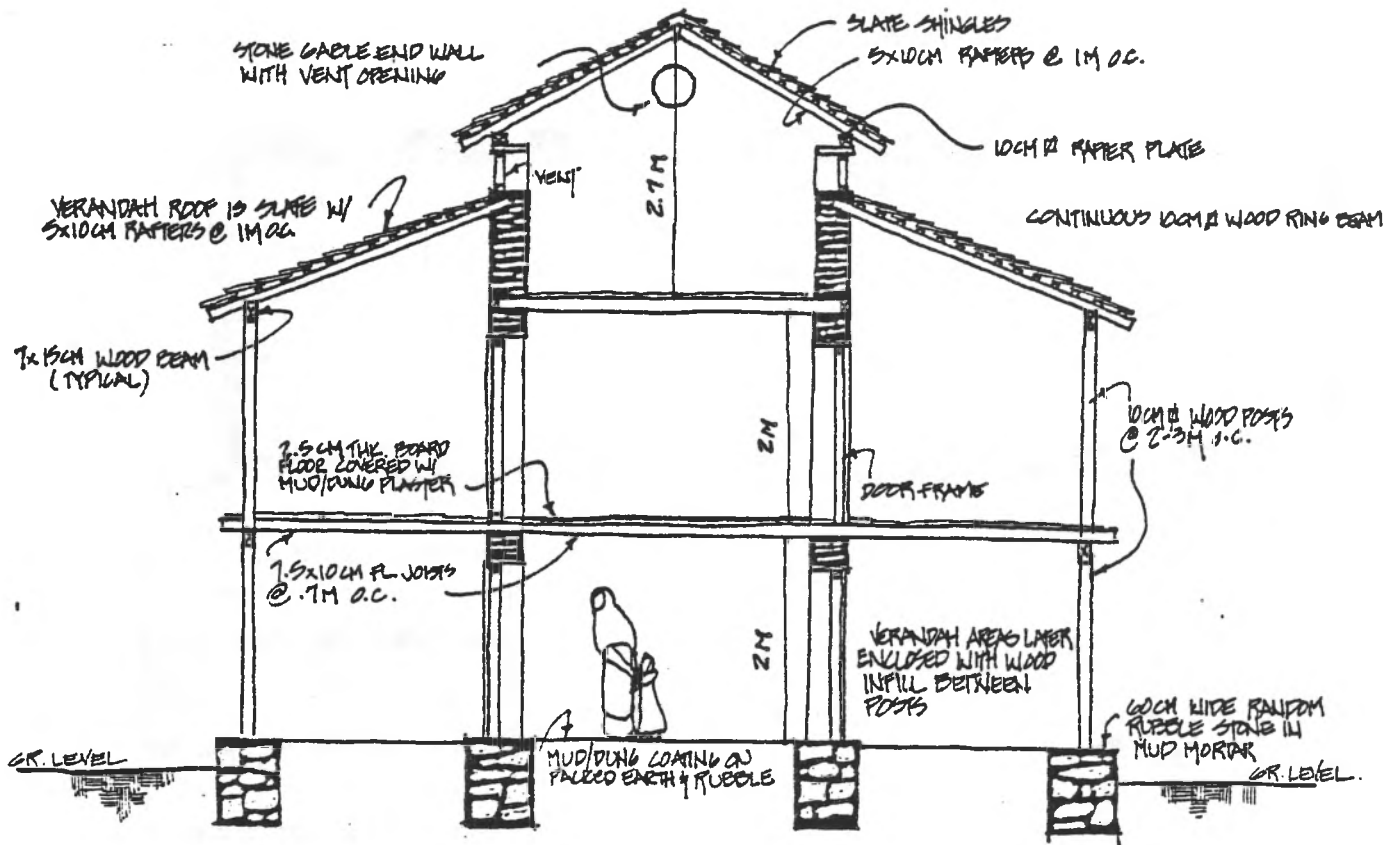 STONE GABLE END WALL
WITH VENT OPENING
SLATE SHINGLES
5x10CM RAFTERS @ 1M O.C.
10CM⌀ RAFTER PLATE
VENT
2.7M
VERANDAH ROOF IS SLATE W/
5x10CM RAFTERS @ 1M O.C.
CONTINUOUS 10CM⌀ WOOD RING BEAM
7x15CM WOOD BEAM
(TYPICAL)
10CM⌀ WOOD POSTS
@ 2-3M O.C.
2.5CM THK. BOARD
FLOOR COVERED W/
MUD/DUNG PLASTER
2M
DOOR FRAME
7.5x10CM FL. JOISTS
@ .7M O.C.
2M
VERANDAH AREAS LATER
ENCLOSED WITH WOOD
INFILL BETWEEN
POSTS
60CM WIDE RANDOM
RUBBLE STONE IN
MUD MORTAR
GR. LEVEL
MUD/DUNG COATING ON
PACKED EARTH & RUBBLE
GR. LEVEL.